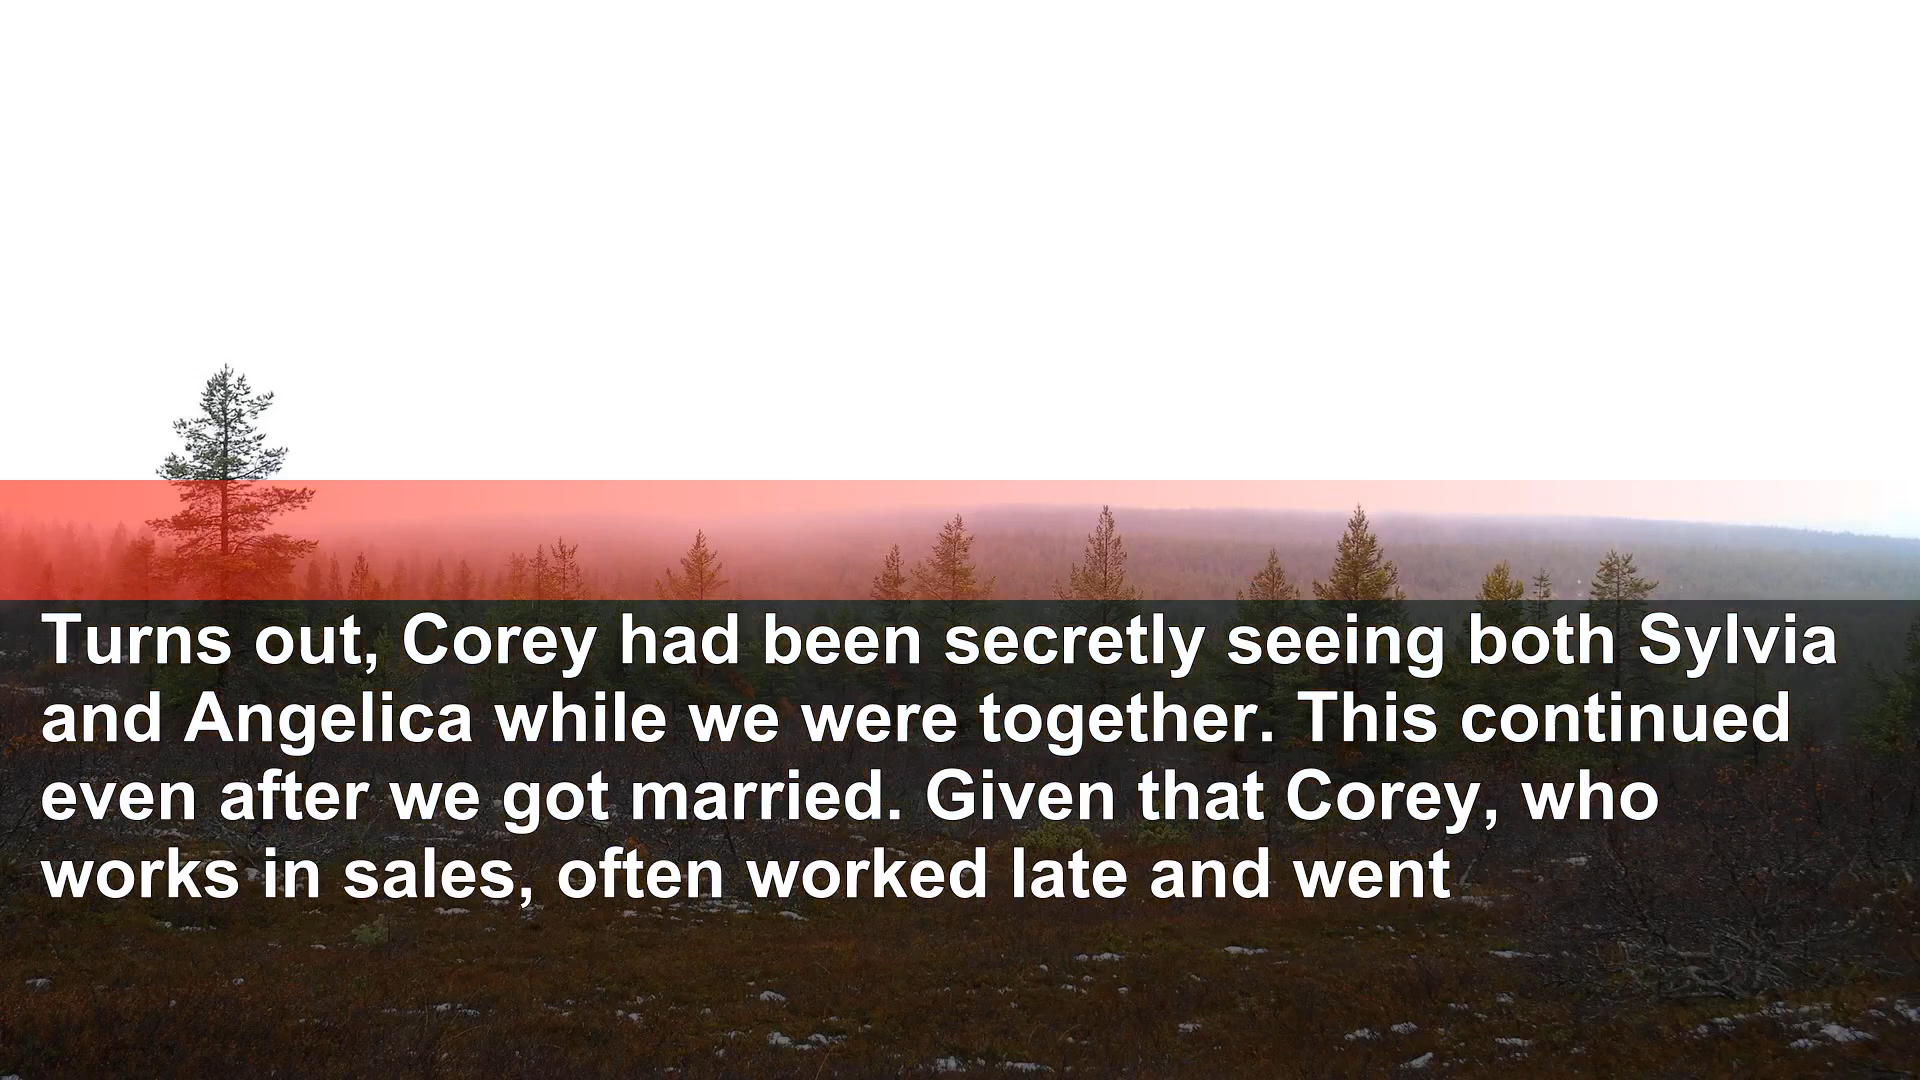 Turns out, Corey had been secretly seeing both Sylvia
and Angelica while we were together. This continued
even after we got married. Given that Corey, who
works in sales, often worked late and went